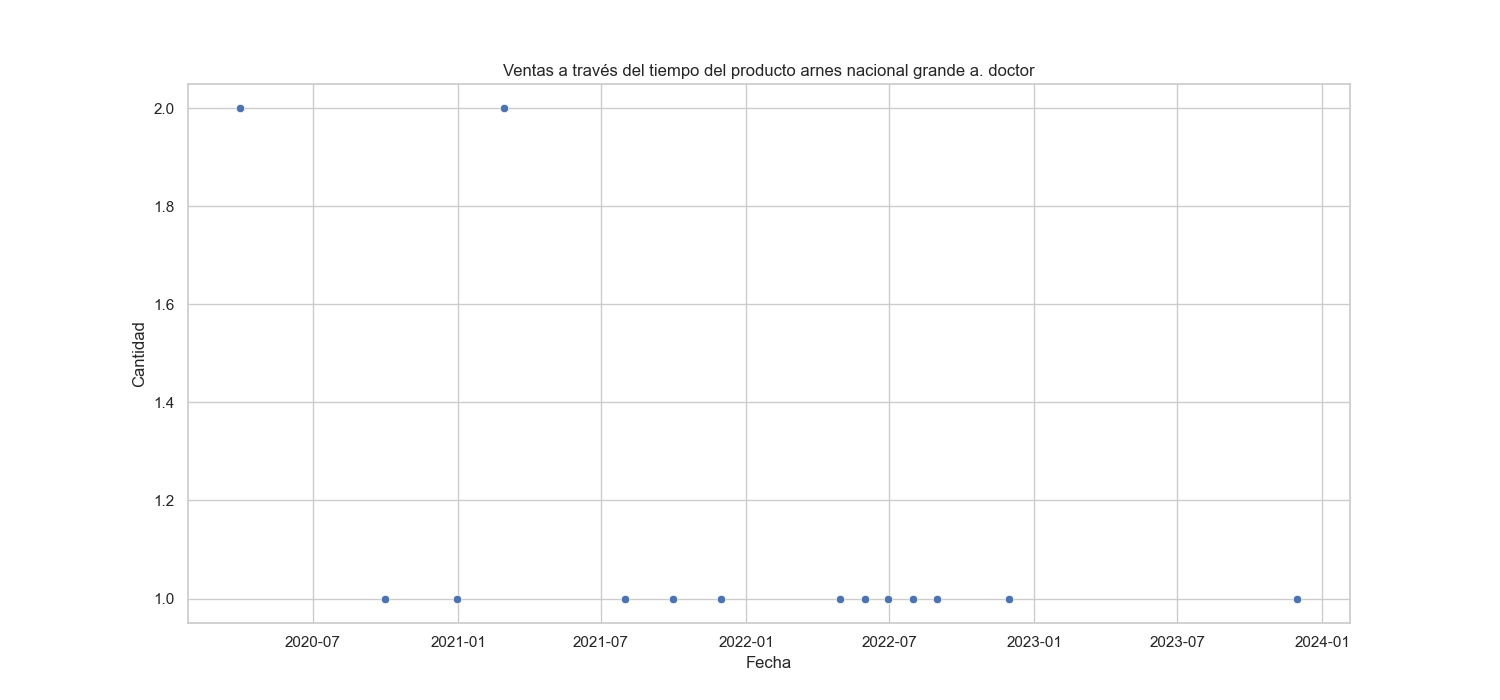 Ventas a través del tiempo del producto arnes nacional grande a. doctor
Cantidad
2.0
1.8
1.6
1.4
1.2
1.0
2020-07 2021-01 2021-07 2022-01 2022-07 2023-01 2023-07 2024-01
Fecha